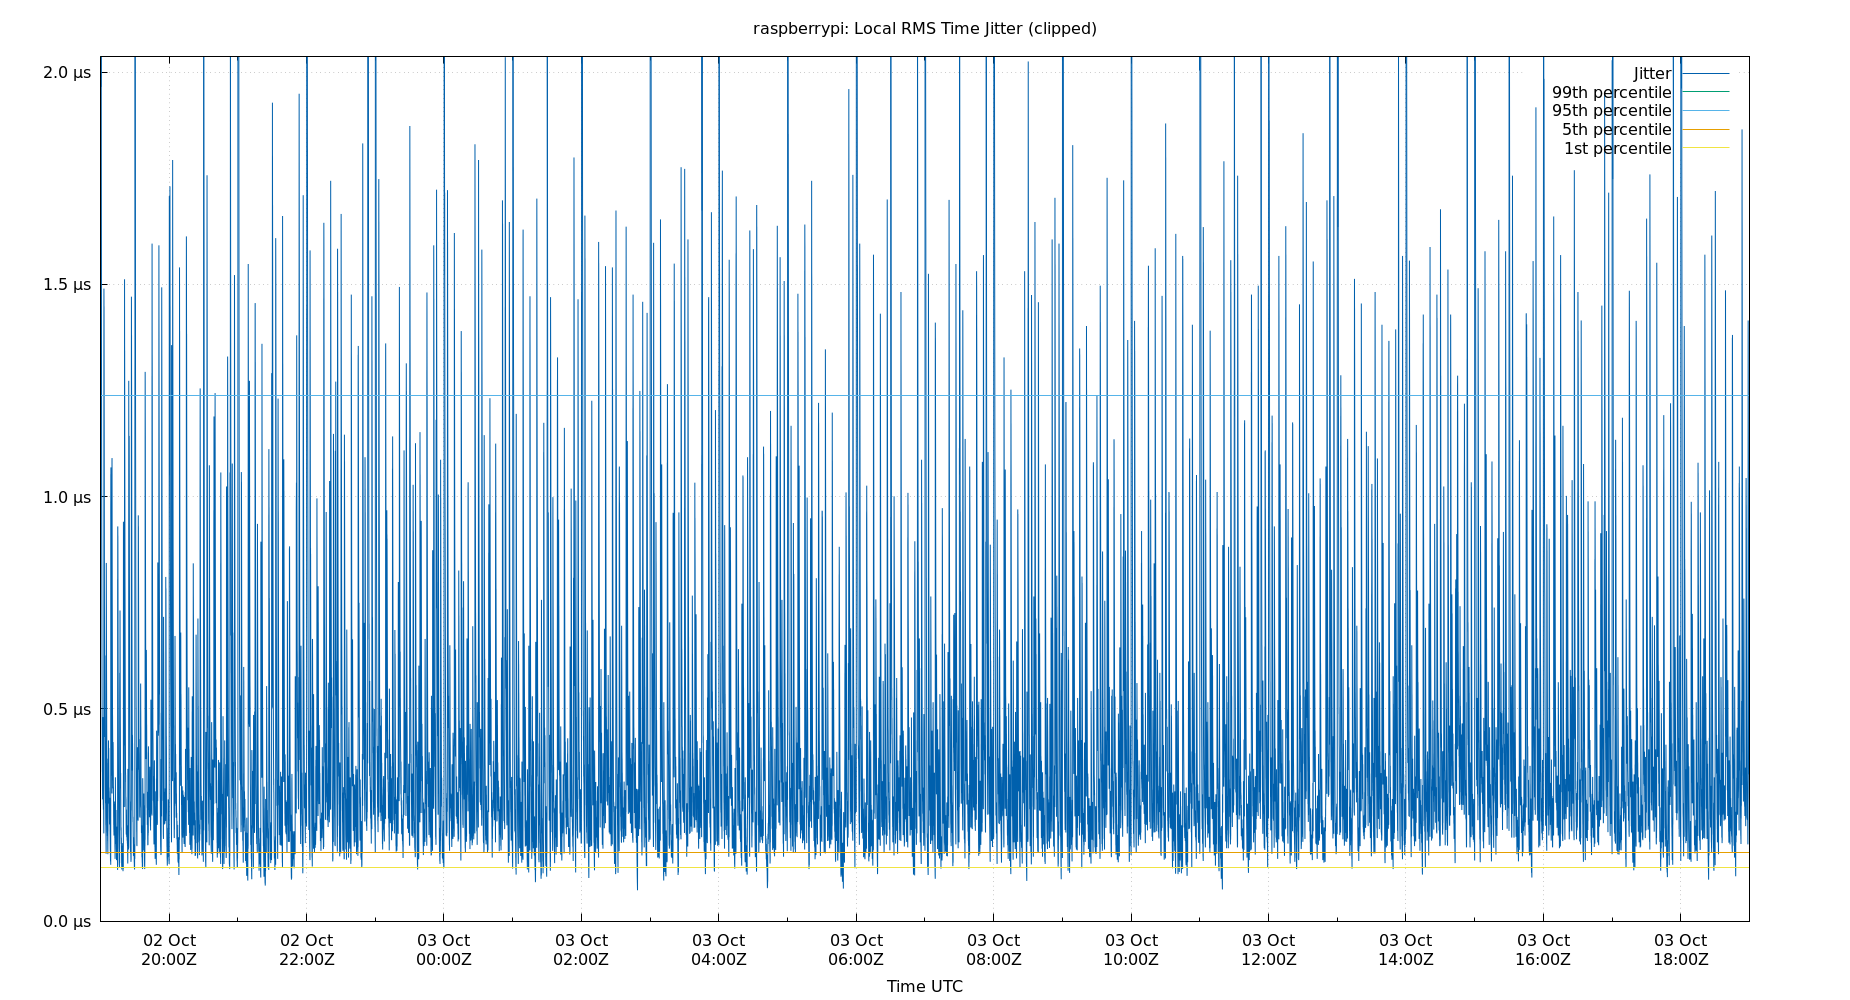 raspberrypi: Local RMS Time Jitter (clipped)
2.0 µs
1.5 µs
1.0 µs
0.5 µs
0.0 µs
Jitter
99th percentile
95th percentile
5th percentile
1st percentile
02 Oct 02 Oct 03 Oct 03 Oct 03 Oct 03 Oct 03 Oct 03 Oct 03 Oct 03 Oct 03 Oct 03 Oct
20:00Z 22:00Z 00:00Z 02:00Z 04:00Z 06:00Z 08:00Z 10:00Z 12:00Z 14:00Z 16:00Z 18:00Z
Time UTC